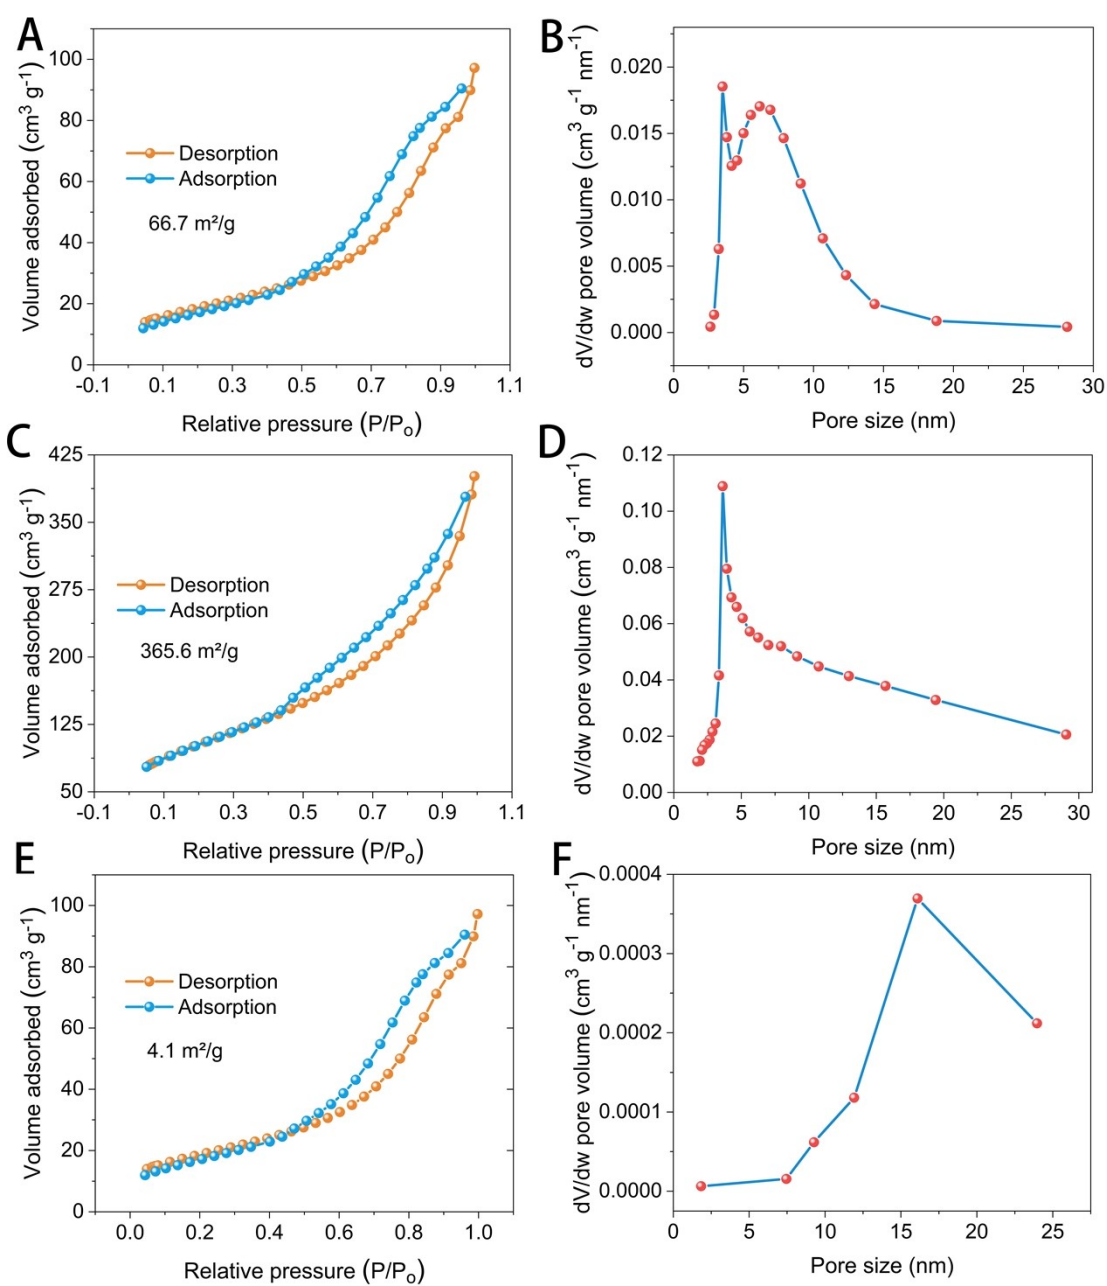 A
Volume adsorbed (cm³ g⁻¹)
100
80
60
40
20
0
Desorption
Adsorption
66.7 m²/g
-0.1 0.1 0.3 0.5 0.7 0.9 1.1
Relative pressure (P/Pₒ)
B
dV/dw pore volume (cm³ g⁻¹ nm⁻¹)
0.020
0.015
0.010
0.005
0.000
0 5 10 15 20 25 30
Pore size (nm)
C
Volume adsorbed (cm³ g⁻¹)
425
350
275
200
125
50
Desorption
Adsorption
365.6 m²/g
-0.1 0.1 0.3 0.5 0.7 0.9 1.1
Relative pressure (P/Pₒ)
D
dV/dw pore volume (cm³ g⁻¹ nm⁻¹)
0.12
0.10
0.08
0.06
0.04
0.02
0.00
0 5 10 15 20 25 30
Pore size (nm)
E
Volume adsorbed (cm³ g⁻¹)
100
80
60
40
20
0
Desorption
Adsorption
4.1 m²/g
0.0 0.2 0.4 0.6 0.8 1.0
Relative pressure (P/Pₒ)
F
dV/dw pore volume (cm³ g⁻¹ nm⁻¹)
0.0004
0.0003
0.0002
0.0001
0.0000
0 5 10 15 20 25
Pore size (nm)